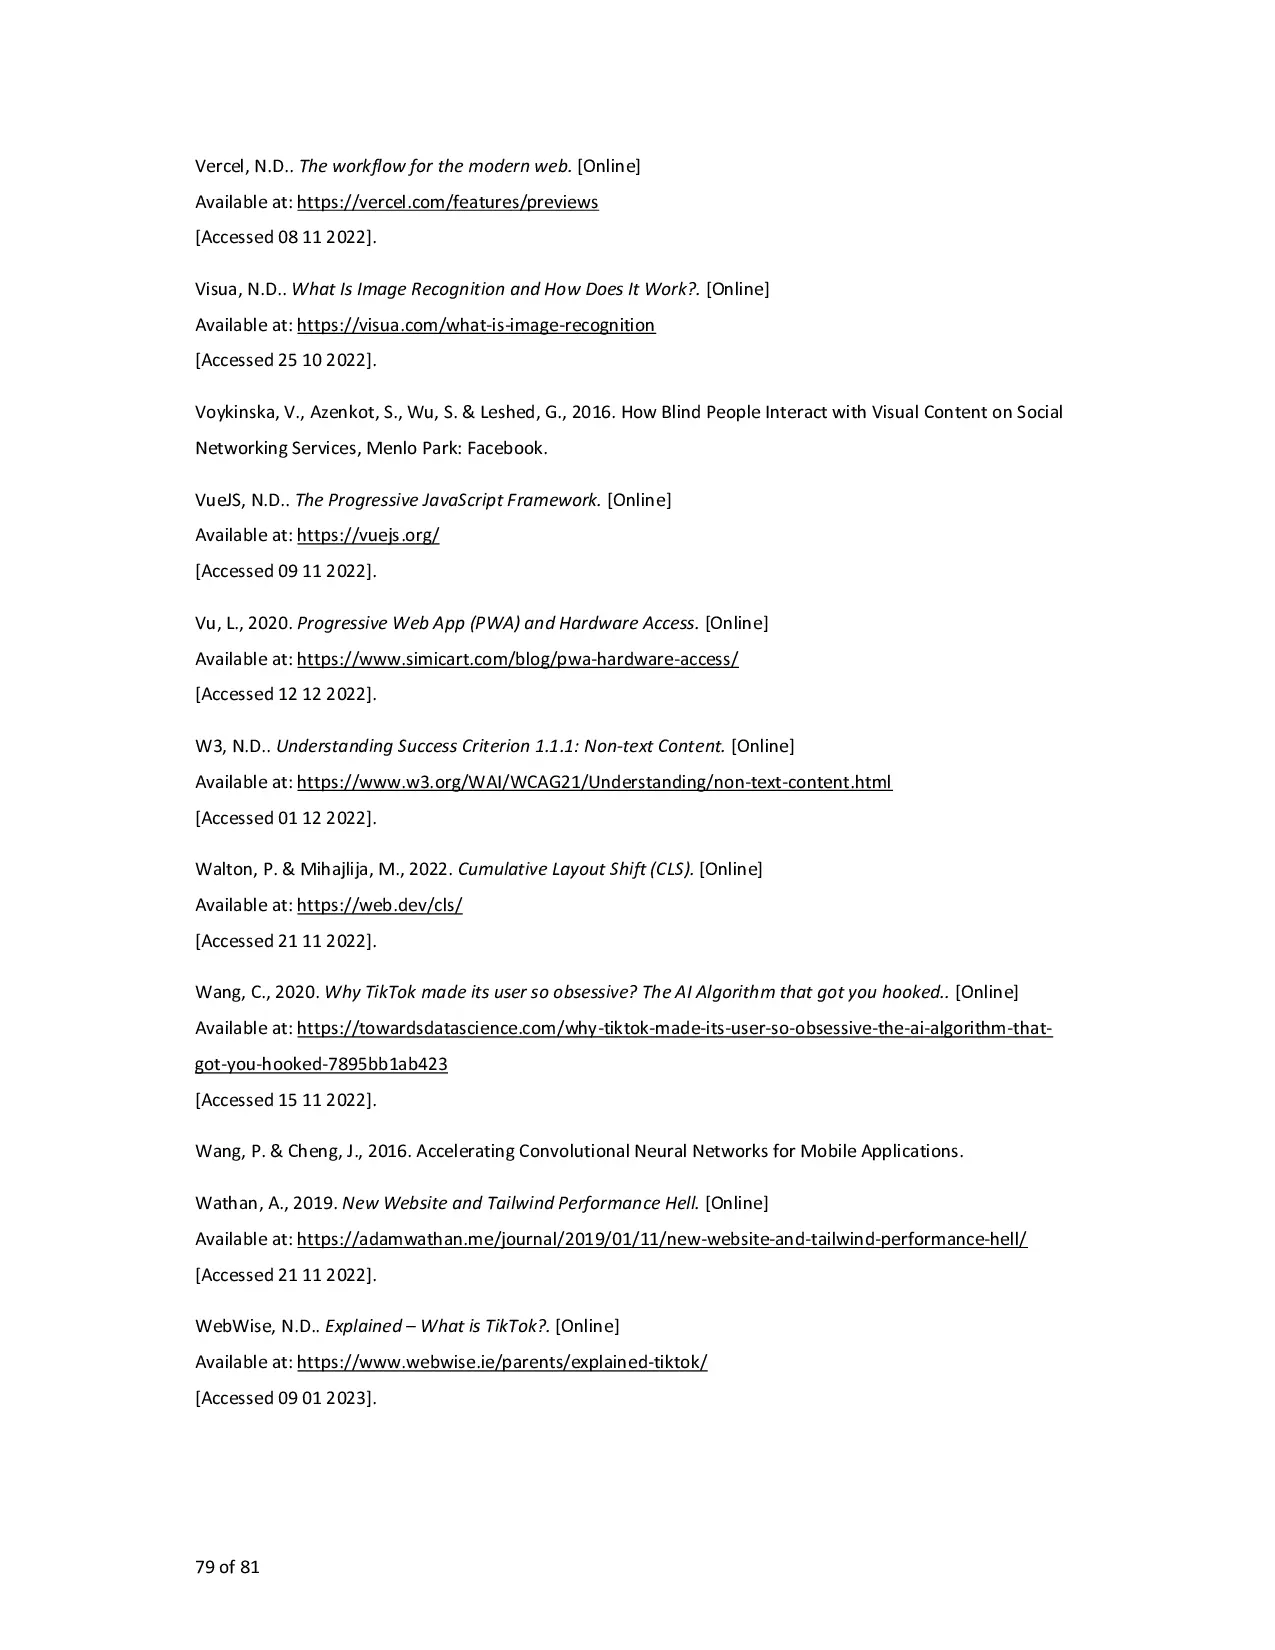 Vercel, N.D.. The workflow for the modern web. [Online]
Available at: https://vercel.com/features/previews
[Accessed 08 11 2022].
Visua, N.D.. What Is Image Recognition and How Does It Work?. [Online]
Available at: https://visua.com/what-is-image-recognition
[Accessed 25 10 2022].
Voykinska, V., Azenkot, S., Wu, S. & Leshed, G., 2016. How Blind People Interact with Visual Content on Social
Networking Services, Menlo Park: Facebook.
VueJS, N.D.. The Progressive JavaScript Framework. [Online]
Available at: https://vuejs.org/
[Accessed 09 11 2022].
Vu, L., 2020. Progressive Web App (PWA) and Hardware Access. [Online]
Available at: https://www.simicart.com/blog/pwa-hardware-access/
[Accessed 12 12 2022].
W3, N.D.. Understanding Success Criterion 1.1.1: Non-text Content. [Online]
Available at: https://www.w3.org/WAI/WCAG21/Understanding/non-text-content.html
[Accessed 01 12 2022].
Walton, P. & Mihajlija, M., 2022. Cumulative Layout Shift (CLS). [Online]
Available at: https://web.dev/cls/
[Accessed 21 11 2022].
Wang, C., 2020. Why TikTok made its user so obsessive? The AI Algorithm that got you hooked.. [Online]
Available at: https://towardsdatascience.com/why-tiktok-made-its-user-so-obsessive-the-ai-algorithm-that-
got-you-hooked-7895bb1ab423
[Accessed 15 11 2022].
Wang, P. & Cheng, J., 2016. Accelerating Convolutional Neural Networks for Mobile Applications.
Wathan, A., 2019. New Website and Tailwind Performance Hell. [Online]
Available at: https://adamwathan.me/journal/2019/01/11/new-website-and-tailwind-performance-hell/
[Accessed 21 11 2022].
WebWise, N.D.. Explained – What is TikTok?. [Online]
Available at: https://www.webwise.ie/parents/explained-tiktok/
[Accessed 09 01 2023].
79 of 81